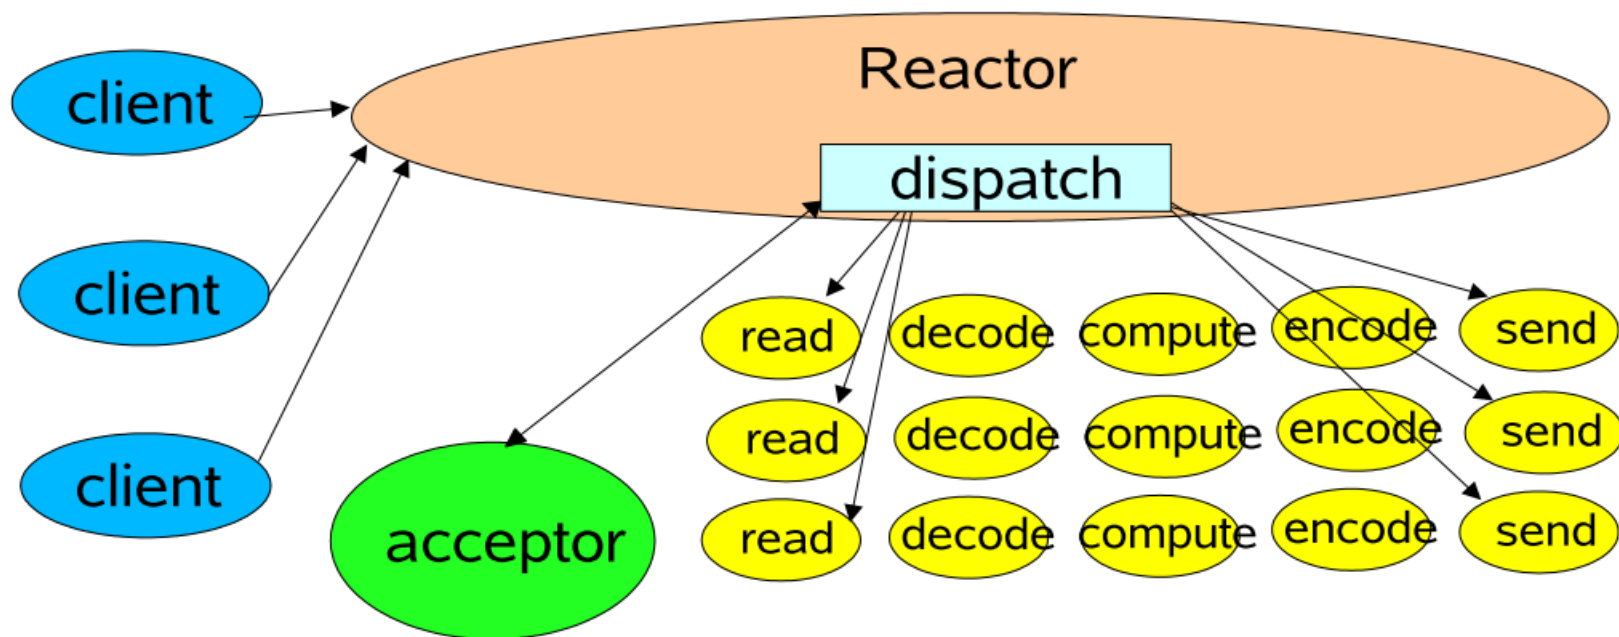 Reactor
client
dispatch
client
client
acceptor
read decode compute encode send
read decode compute encode send
read decode compute encode send